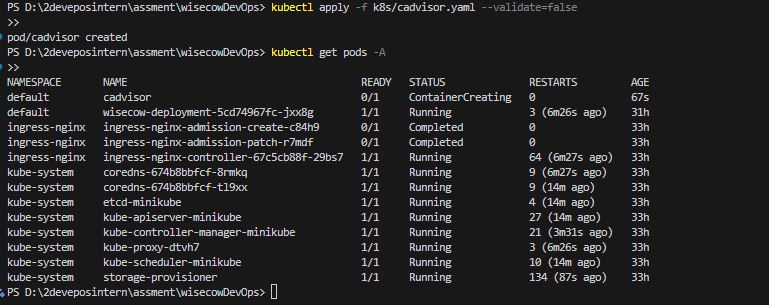 PS D:\2deveposintern\assment\wisecowDevOps> kubectl apply -f k8s/cadvisor.yaml --validate=false
>>
pod/cadvisor created
PS D:\2deveposintern\assment\wisecowDevOps> kubectl get pods -A
>>
NAMESPACE NAME READY STATUS RESTARTS AGE
default cadvisor 0/1 ContainerCreating 0 67s
default wisecow-deployment-5cd74967fc-jxx8g 1/1 Running 3 (6m26s ago) 31h
ingress-nginx ingress-nginx-admission-create-c84h9 0/1 Completed 0 33h
ingress-nginx ingress-nginx-admission-patch-r7mdf 0/1 Completed 0 33h
ingress-nginx ingress-nginx-controller-67c5cb88f-29bs7 1/1 Running 64 (6m27s ago) 33h
kube-system coredns-674b8bbfcf-8rmkq 1/1 Running 9 (6m27s ago) 33h
kube-system coredns-674b8bbfcf-tl9xx 1/1 Running 9 (14m ago) 33h
kube-system etcd-minikube 1/1 Running 4 (14m ago) 33h
kube-system kube-apiserver-minikube 1/1 Running 27 (14m ago) 33h
kube-system kube-controller-manager-minikube 1/1 Running 21 (3m31s ago) 33h
kube-system kube-proxy-dtvh7 1/1 Running 3 (6m26s ago) 33h
kube-system kube-scheduler-minikube 1/1 Running 10 (14m ago) 33h
kube-system storage-provisioner 1/1 Running 134 (87s ago) 33h
PS D:\2deveposintern\assment\wisecowDevOps>